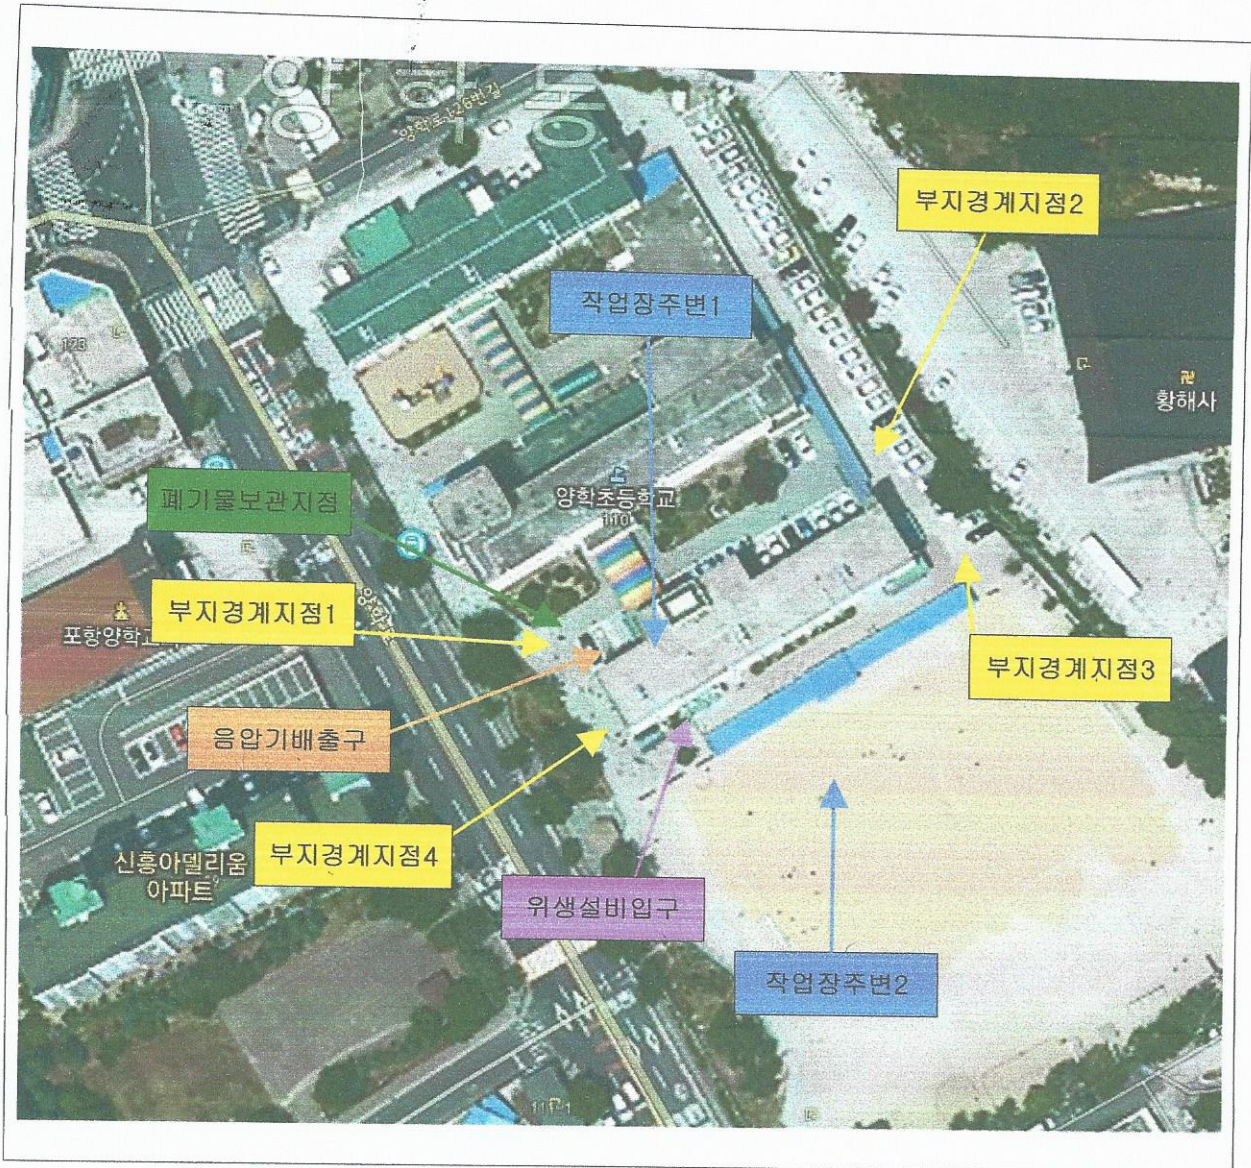 양학로126번길
부지경계지점2
작업장주변1
123
황해사
폐기물보관지점
양학초등학교
110
부지경계지점1
포항양학교
부지경계지점3
음압기배출구
부지경계지점4
신흥아델리움
아파트
위생설비입구
작업장주변2
111-1